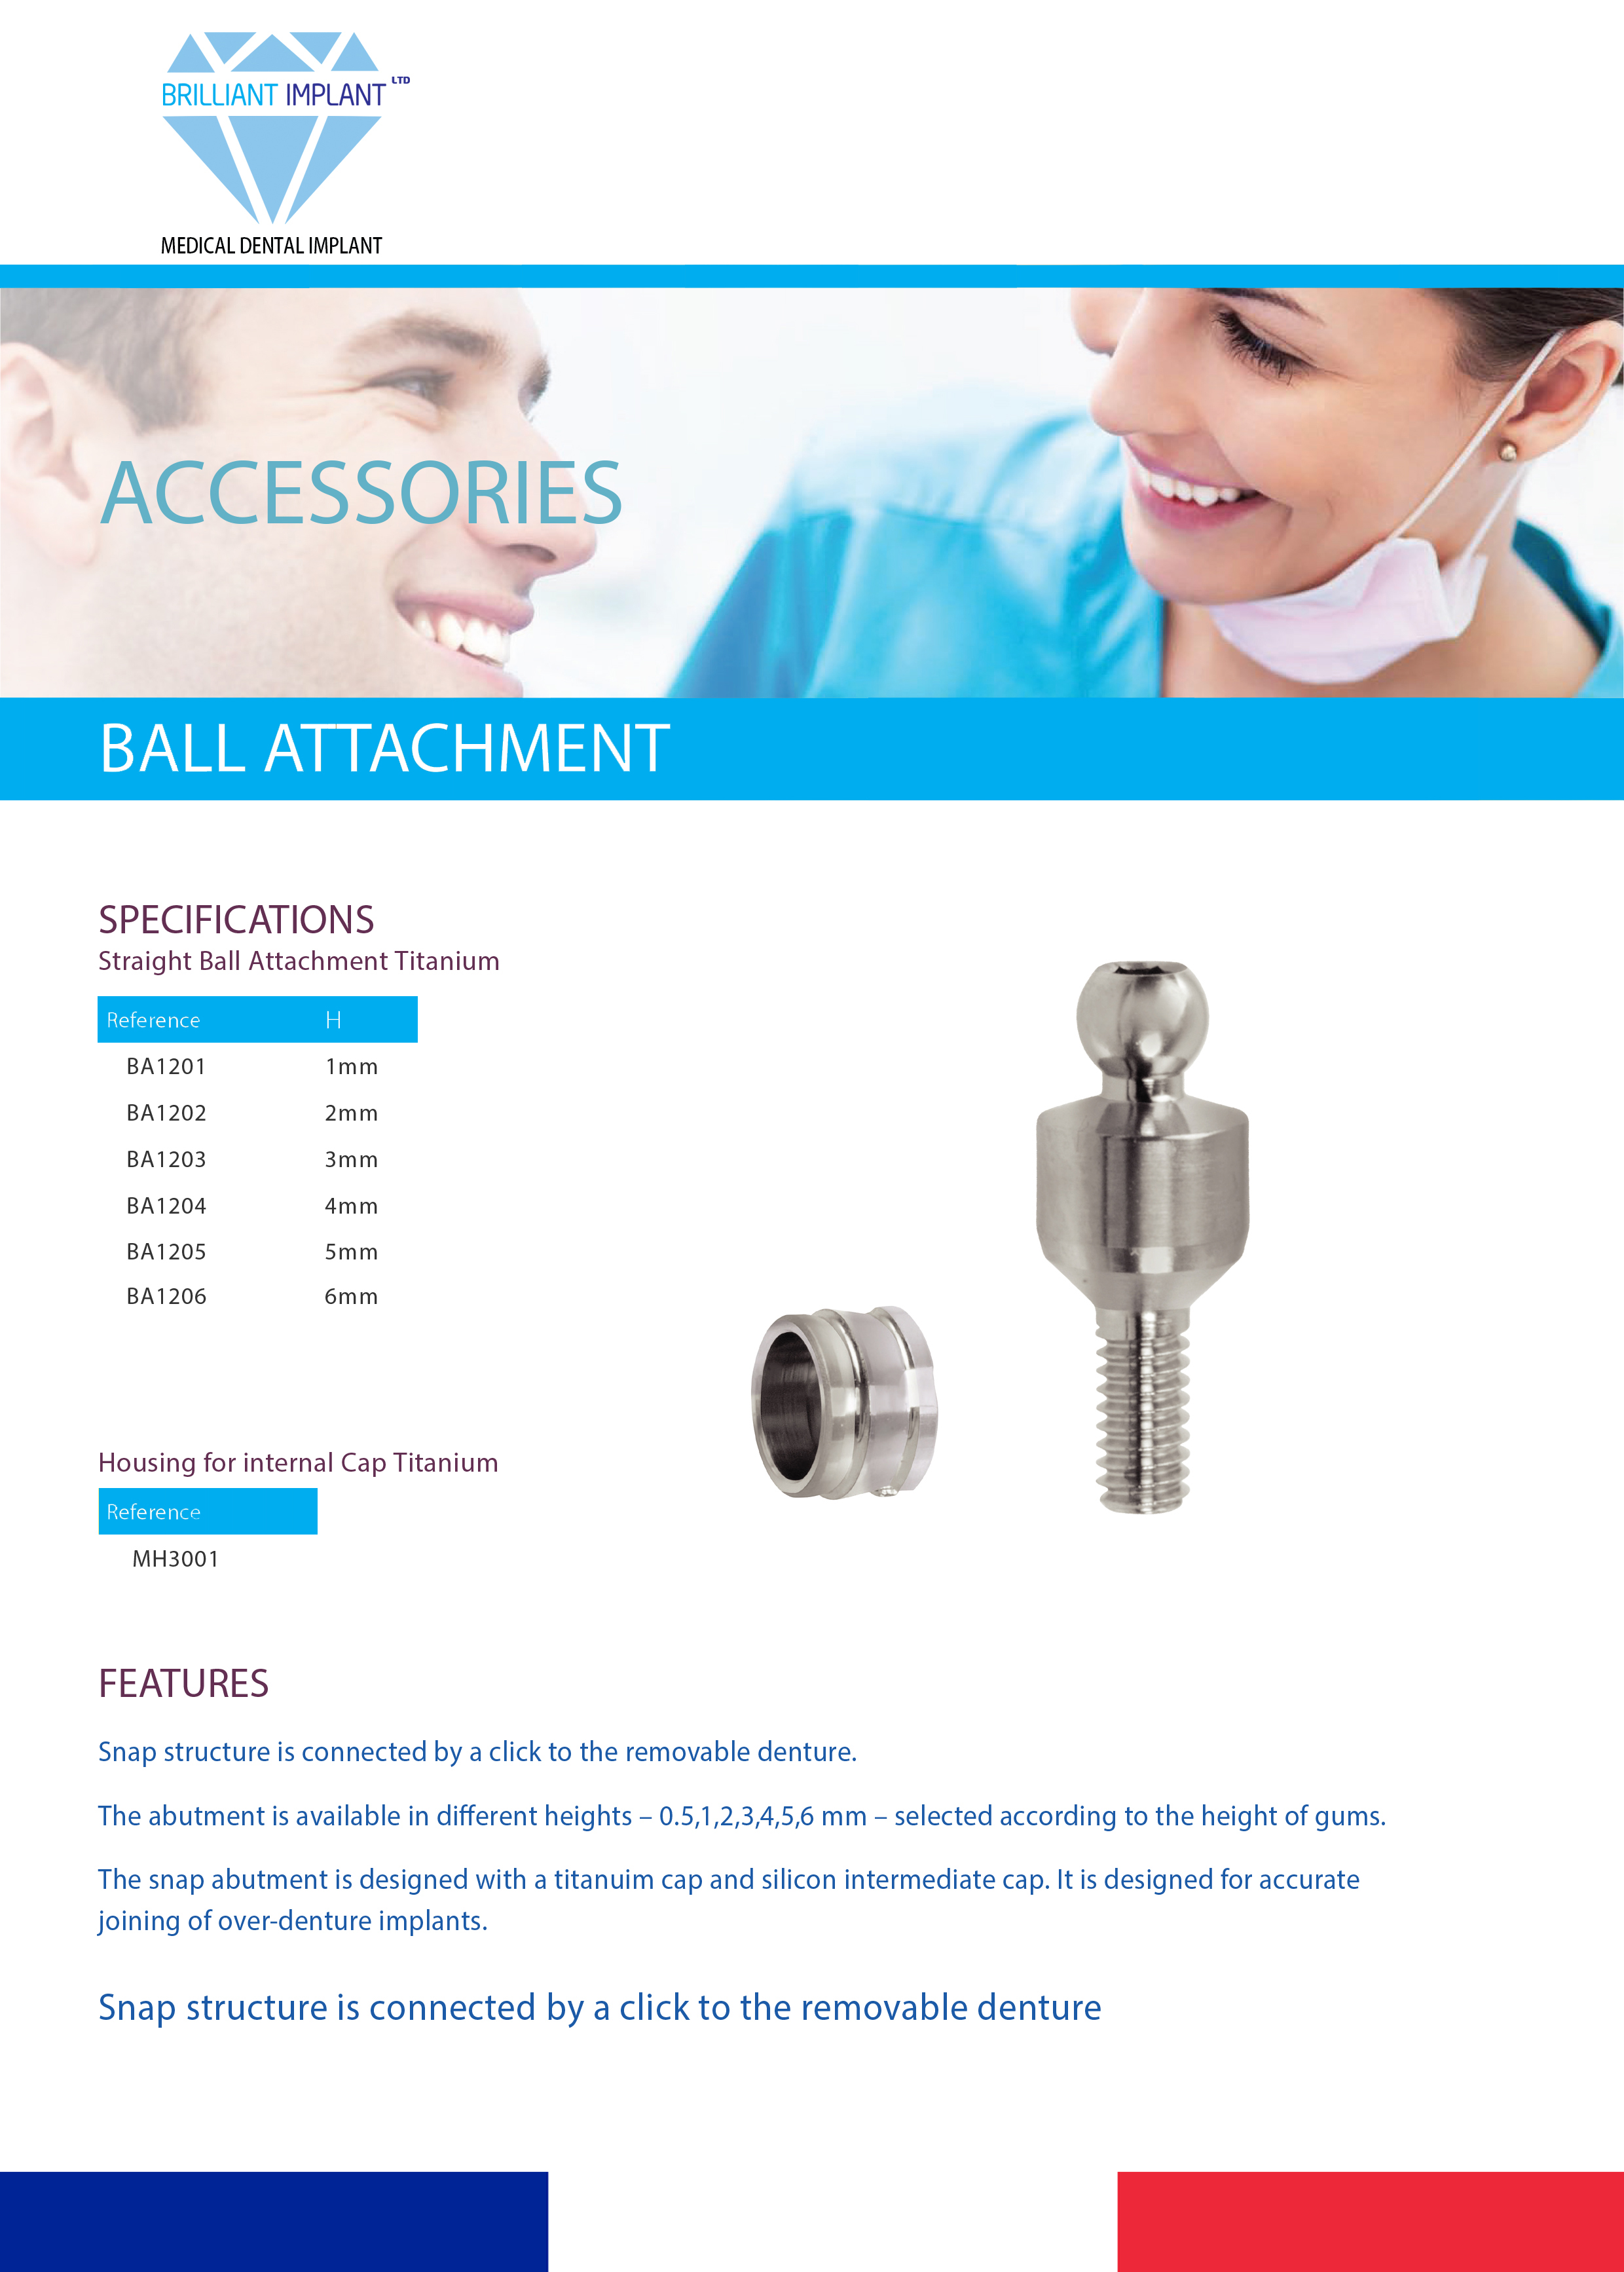 BRILLIANT IMPLANT LTD
MEDICAL DENTAL IMPLANT
ACCESSORIES
BALL ATTACHMENT
SPECIFICATIONS
Straight Ball Attachment Titanium
Reference H
BA1201 1mm
BA1202 2mm
BA1203 3mm
BA1204 4mm
BA1205 5mm
BA1206 6mm
Housing for internal Cap Titanium
Reference
MH3001
FEATURES
Snap structure is connected by a click to the removable denture.
The abutment is available in different heights – 0.5,1,2,3,4,5,6 mm – selected according to the height of gums.
The snap abutment is designed with a titanuim cap and silicon intermediate cap. It is designed for accurate
joining of over-denture implants.
Snap structure is connected by a click to the removable denture